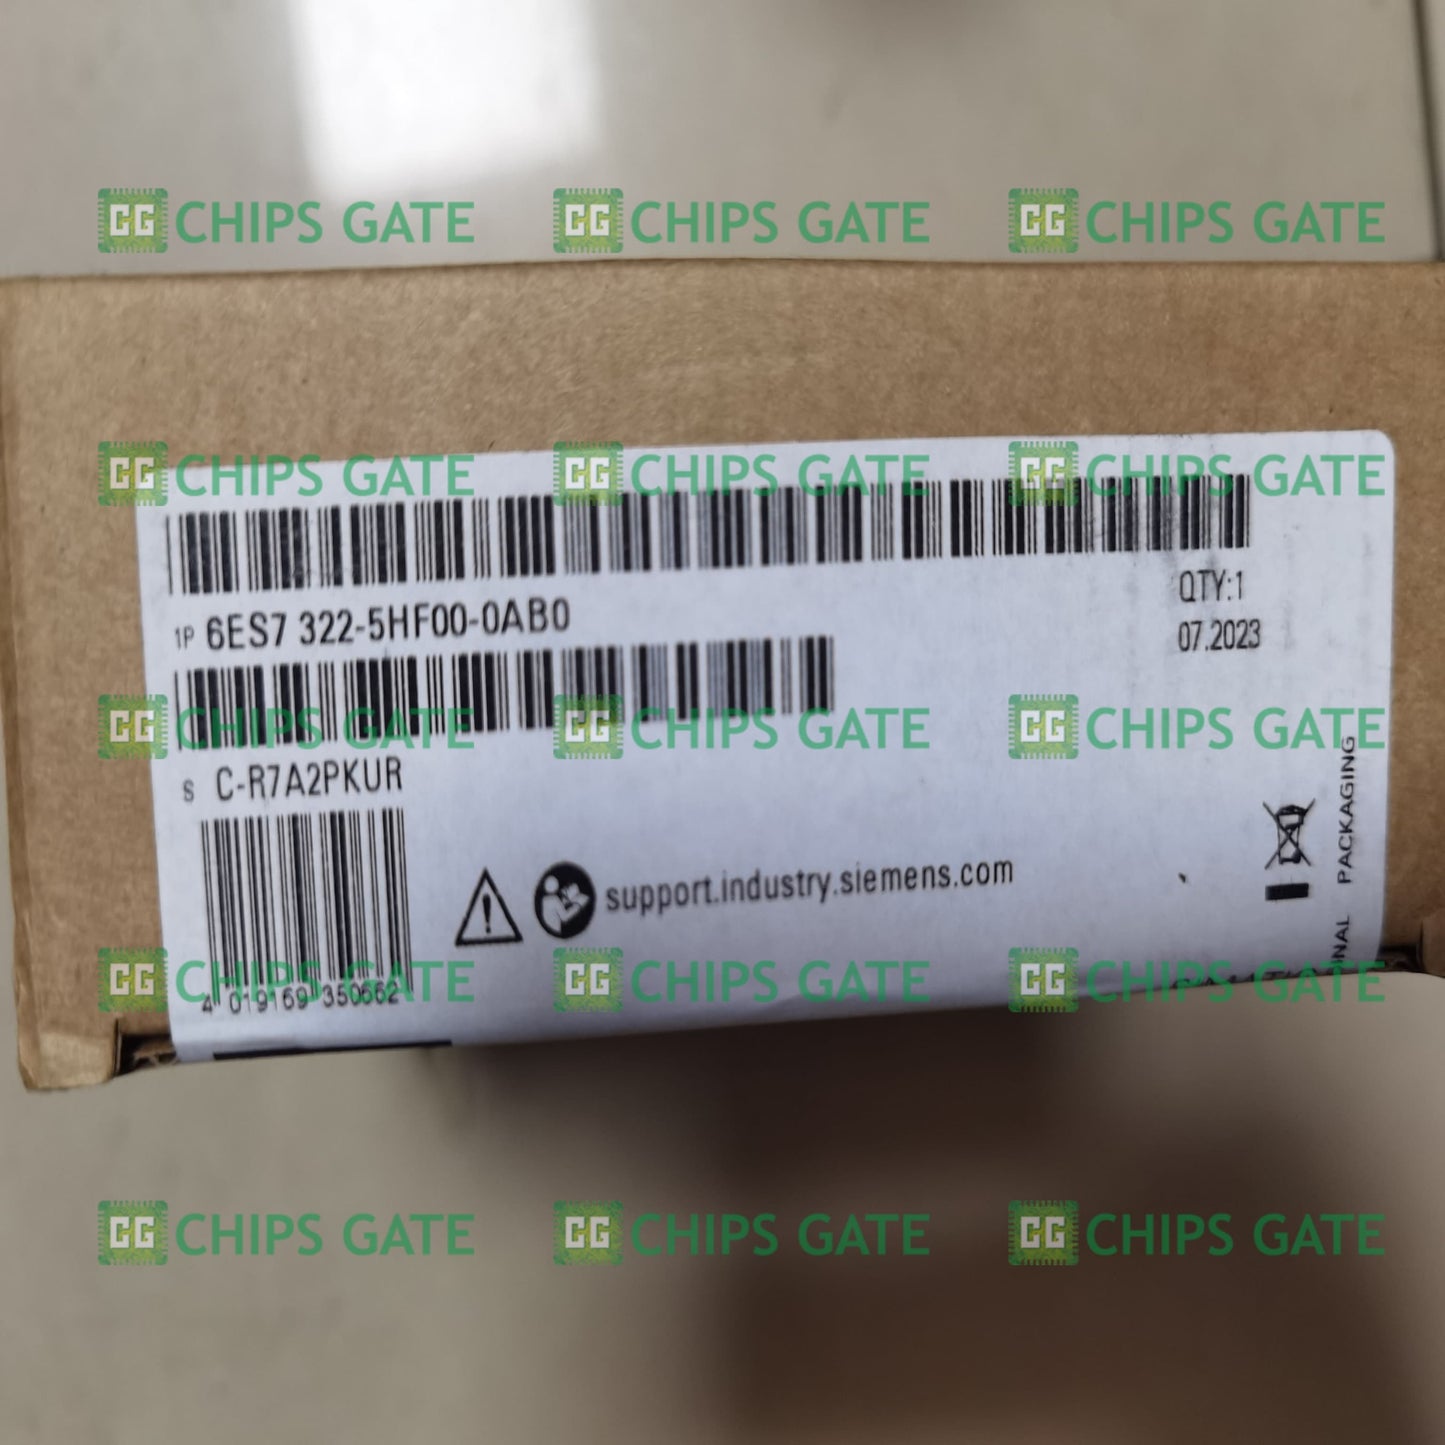 CG CHIPS GATE CG CHIPS GATE CG CHIPS GATE
CG CHIPS GATE CG CHIPS GATE CG CHIPS GATE
1P 6ES7 322-5HF00-0AB0
QTY:1
07.2023
CG CHIPS GATE CG CHIPS GATE CG CHIPS GATE
S C-R7A2PKUR
support.industry.siemens.com
PACKAGING
CG CHIPS GATE CG CHIPS GATE CG CHIPS GATE
4 019169 350662
CG CHIPS GATE CG CHIPS GATE CG CHIPS GATE